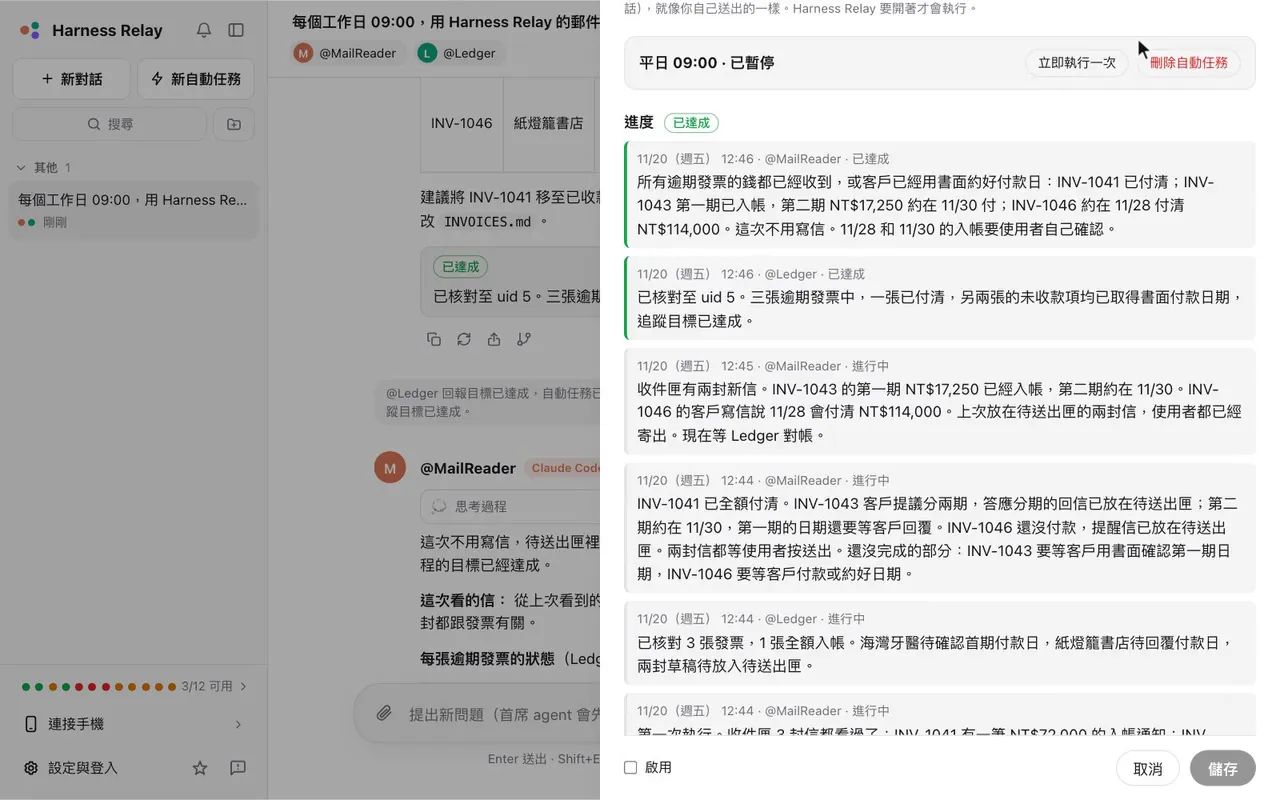 Harness Relay
新對話
新自動任務
搜尋
其他 1
每個工作日 09:00，用 Harness Re...
剛剛
3/12 可用
連接手機
設定與登入
每個工作日 09:00，用 Harness Relay 的郵件
M @MailReader
L @Ledger
INV-1046
紙燈籠書店
建議將 INV-1041 移至已收款
改 INVOICES.md 。
已達成
已核對至 uid 5。三張逾期
@Ledger 回報目標已達成，自動任務已
蹤目標已達成。
M @MailReader Claude Code
思考過程
這次不用寫信，待送出匣裡
程的目標已經達成。
這次看的信： 從上次看到的
封都跟發票有關。
每張逾期發票的狀態（Ledg
提出新問題（首席 agent 會先
Enter 送出 · Shift+E
話），就像你自己送出的一樣。Harness Relay 要開著才會執行。
平日 09:00 · 已暫停
立即執行一次
刪除自動任務
進度 已達成
11/20（週五） 12:46 · @MailReader · 已達成
所有逾期發票的錢都已經收到，或客戶已經用書面約好付款日：INV-1041 已付清；INV-
1043 第一期已入帳，第二期 NT$17,250 約在 11/30 付；INV-1046 約在 11/28 付清
NT$114,000。這次不用寫信。11/28 和 11/30 的入帳要使用者自己確認。
11/20（週五） 12:46 · @Ledger · 已達成
已核對至 uid 5。三張逾期發票中，一張已付清，另兩張的未收款項均已取得書面付款日期，
追蹤目標已達成。
11/20（週五） 12:45 · @MailReader · 進行中
收件匣有兩封新信。INV-1043 的第一期 NT$17,250 已經入帳，第二期約在 11/30。INV-
1046 的客戶寫信說 11/28 會付清 NT$114,000。上次放在待送出匣的兩封信，使用者都已經
寄出。現在等 Ledger 對帳。
11/20（週五） 12:44 · @MailReader · 進行中
INV-1041 已全額付清。INV-1043 客戶提議分兩期，答應分期的回信已放在待送出匣；第二
期約在 11/30，第一期的日期還要等客戶回覆。INV-1046 還沒付款，提醒信已放在待送出
匣。兩封信都等使用者按送出。還沒完成的部分：INV-1043 要等客戶用書面確認第一期日
期，INV-1046 要等客戶付款或約好日期。
11/20（週五） 12:44 · @Ledger · 進行中
已核對 3 張發票，1 張全額入帳。海灣牙醫待確認首期付款日，紙燈籠書店待回覆付款日，
兩封草稿待放入待送出匣。
11/20（週五） 12:44 · @MailReader · 進行中
第一次執行。收件匣 3 封信都看過了：INV-1041 有一筆 NT$72,000 的入帳通知；INV-
啟用
取消
儲存